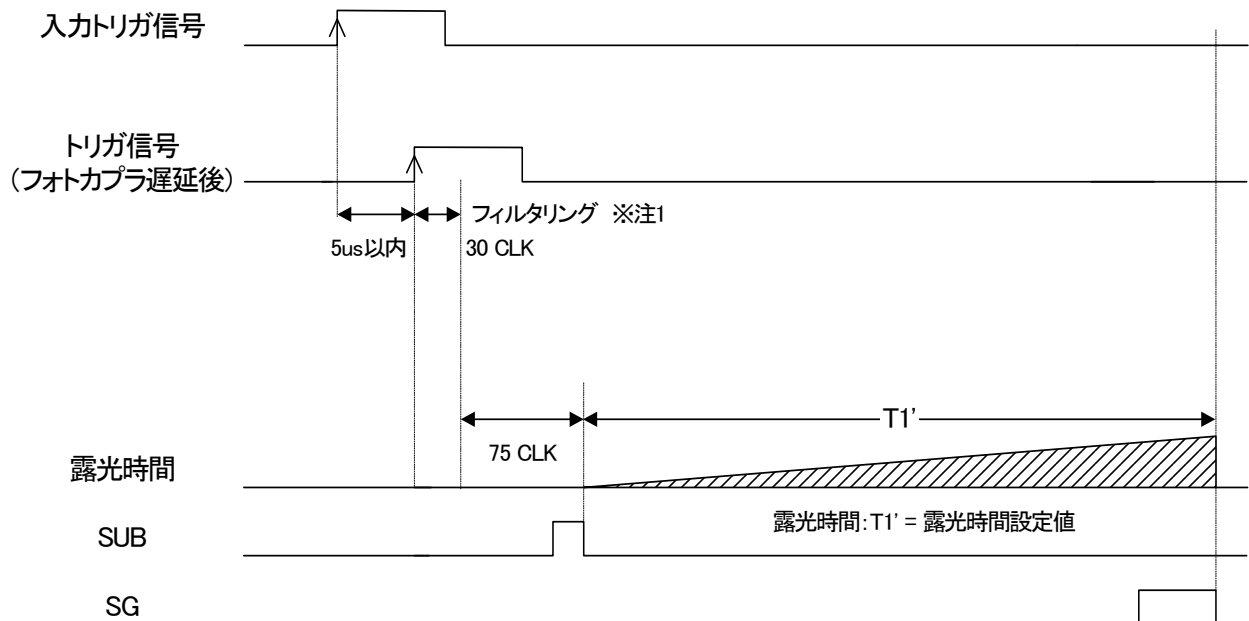 入力トリガ信号
トリガ信号
(フォトカプラ遅延後)
フィルタリング ※注1
5us以内
30 CLK
T1'
75 CLK
露光時間
露光時間:T1' = 露光時間設定値
SUB
SG